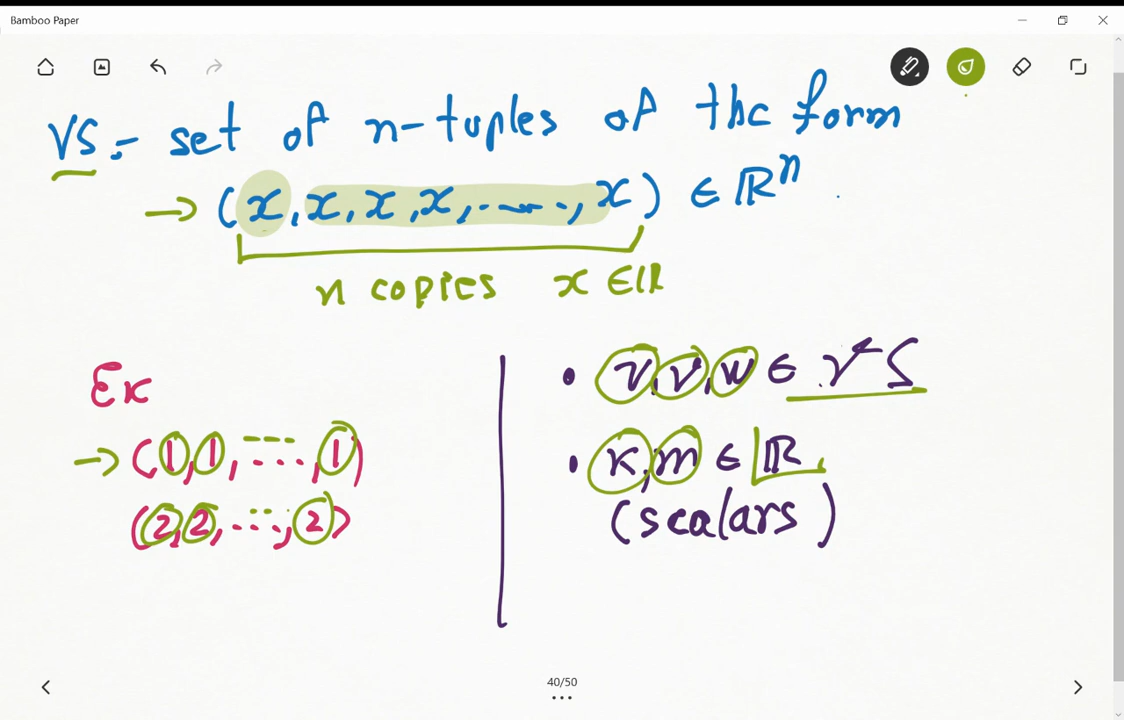 Bamboo Paper
VS:- set of n-tuples of the form
→ (x, x, x, x, ......, x) ∈ ℝⁿ
n copies x ∈ ℝ
Ex
→ (1, 1, ...., 1)
(2, 2, ...., 2)
• v, v, w ∈ VS
• k, m ∈ ℝ
(scalars)
40/50